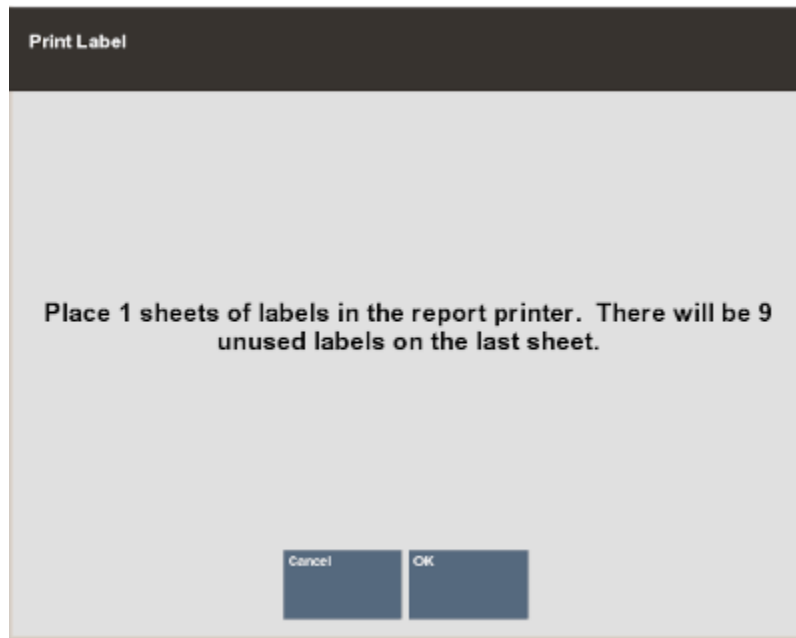 Print Label
Place 1 sheets of labels in the report printer.  There will be 9
unused labels on the last sheet.
Cancel
OK